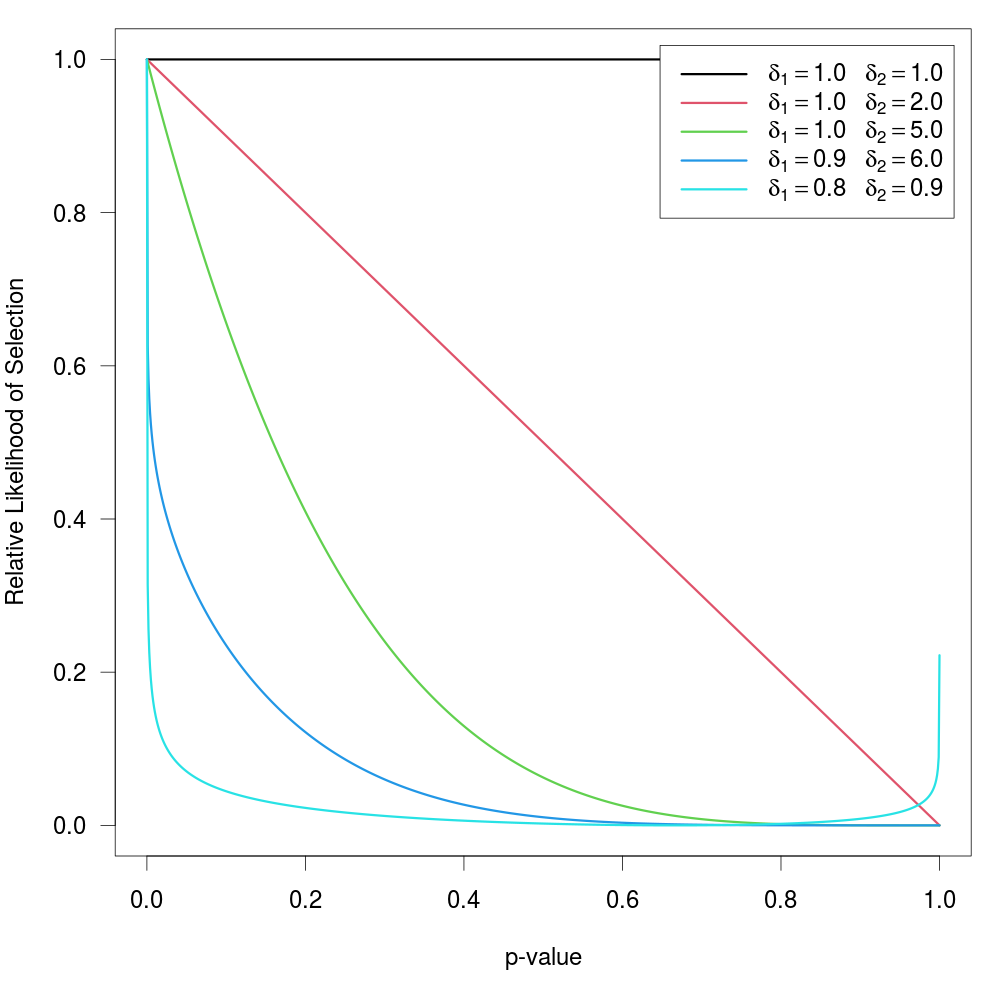 1.0
0.8
0.6
0.4
0.2
0.0
Relative Likelihood of Selection
δ₁ = 1.0 δ₂ = 1.0
δ₁ = 1.0 δ₂ = 2.0
δ₁ = 1.0 δ₂ = 5.0
δ₁ = 0.9 δ₂ = 6.0
δ₁ = 0.8 δ₂ = 0.9
0.0 0.2 0.4 0.6 0.8 1.0
p-value